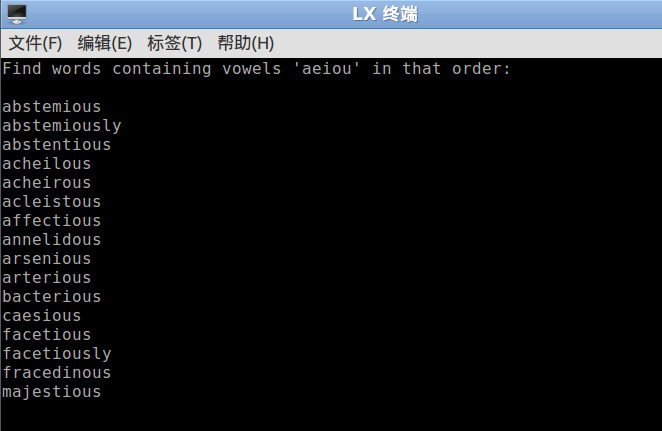 LX 终端
文件(F) 编辑(E) 标签(T) 帮助(H)
Find words containing vowels 'aeiou' in that order:
abstemious
abstemiously
abstentious
acheilous
acheirous
acleistous
affectious
annelidous
arsenious
arterious
bacterious
caesious
facetious
facetiously
fracedinous
majestious